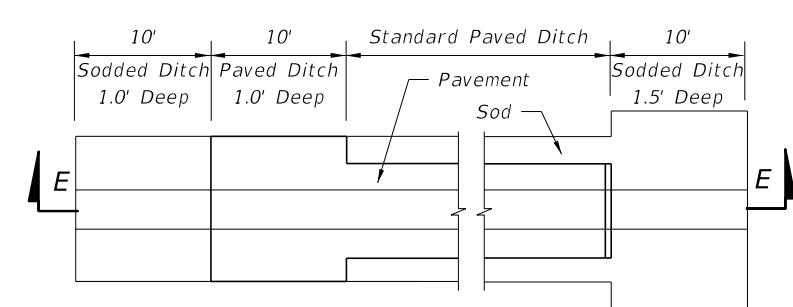 10'
10'
Standard Paved Ditch
10'
Sodded Ditch
1.0' Deep
Paved Ditch
1.0' Deep
Sodded Ditch
1.5' Deep
Pavement
Sod
E
E